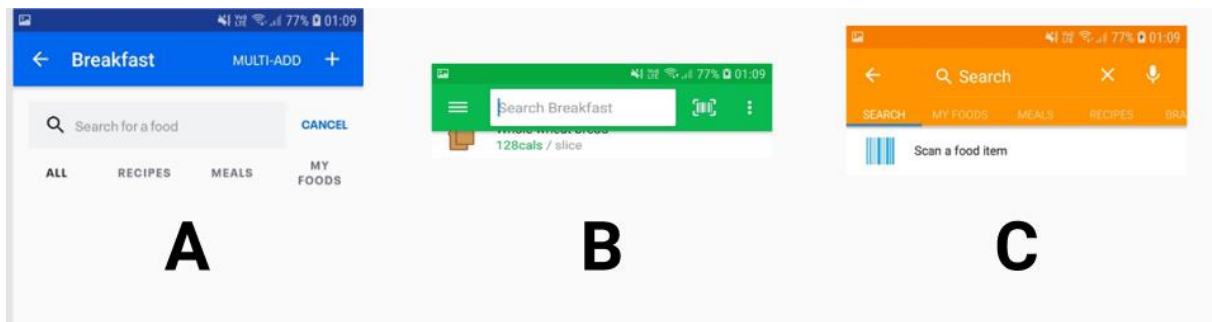 77% 01:09
Breakfast MULTI-ADD +
Search for a food CANCEL
ALL RECIPES MEALS MY FOODS
A
77% 01:09
Search Breakfast
128cals / slice
B
77% 01:09
Search
SEARCH MY FOODS MEALS RECIPES BRA
Scan a food item
C